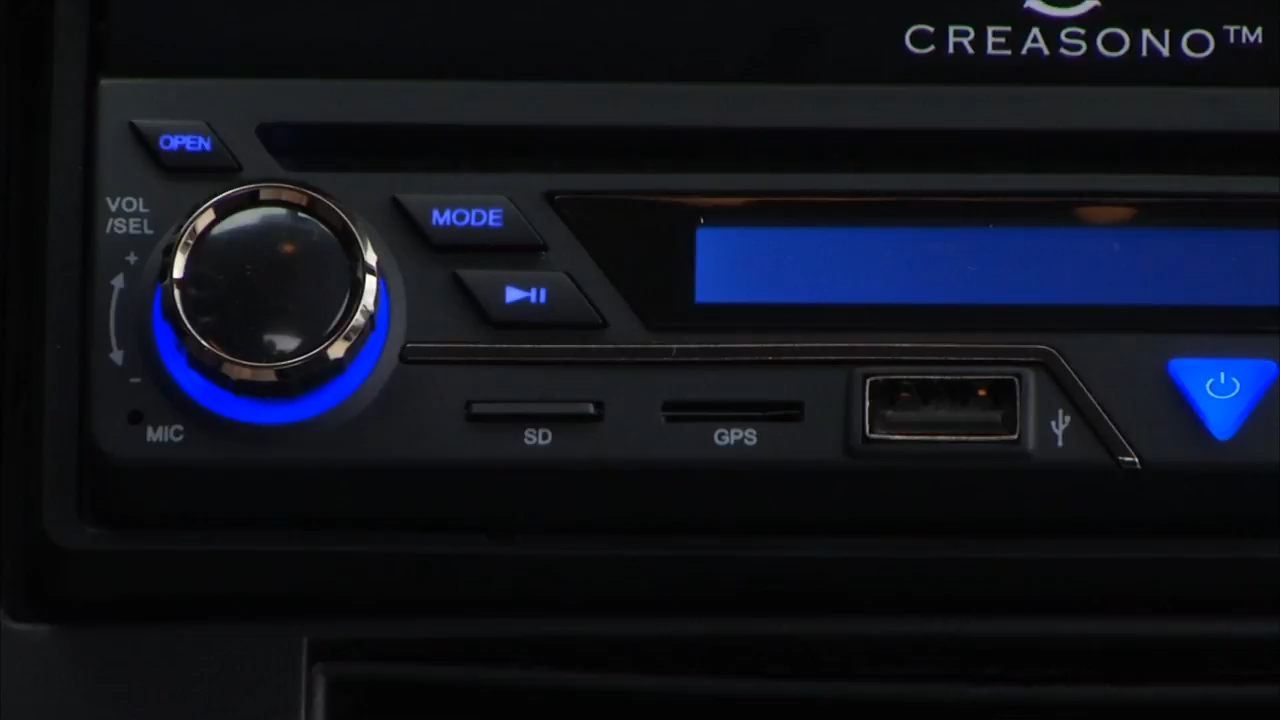 CREASONO™
OPEN
VOL
/SEL
+
MODE
-
MIC
SD
GPS